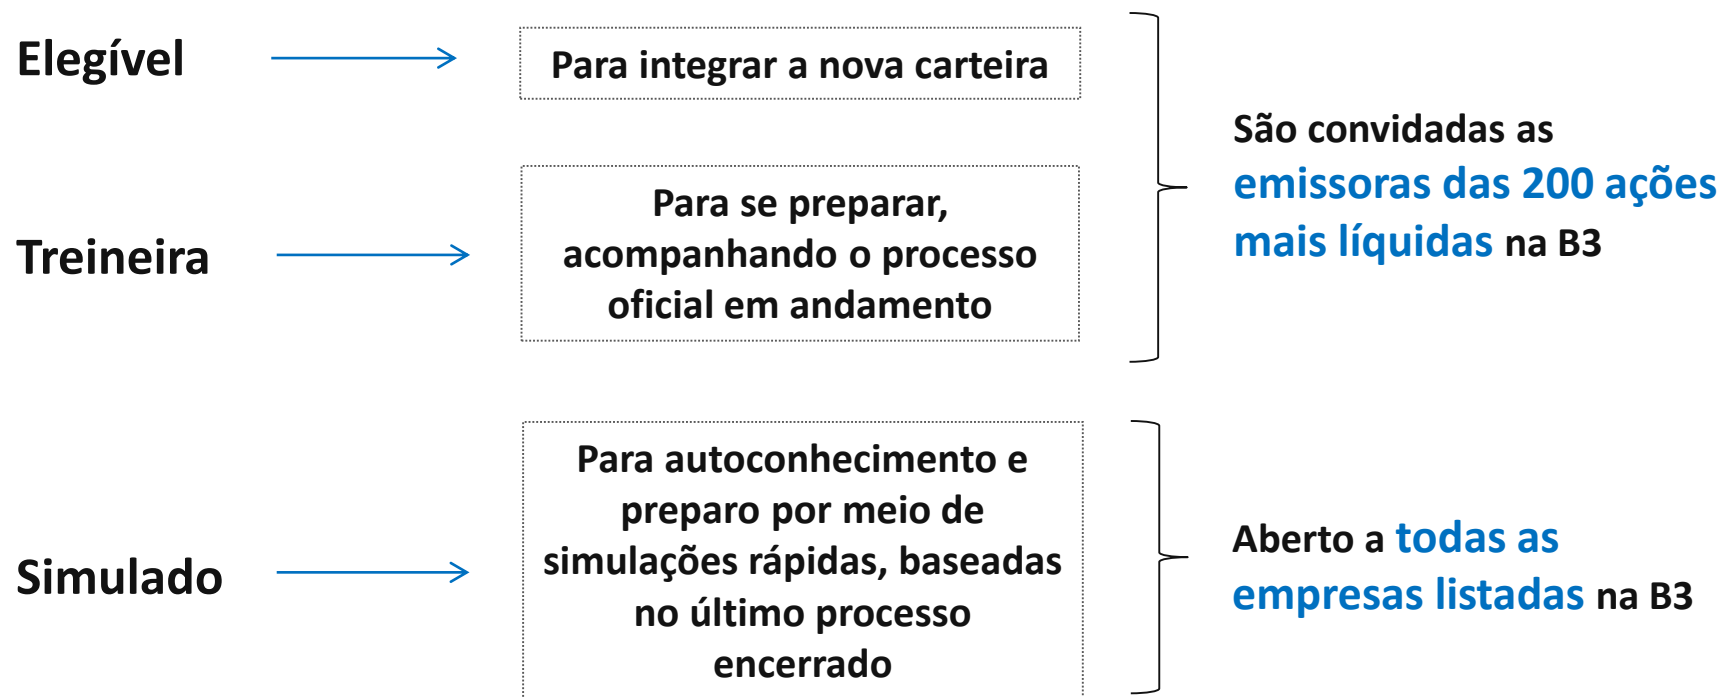 Elegível
Para integrar a nova carteira
Treineira
Para se preparar,
acompanhando o processo
oficial em andamento
São convidadas as
emissoras das 200 ações
mais líquidas na B3
Simulado
Para autoconhecimento e
preparo por meio de
simulações rápidas, baseadas
no último processo
encerrado
Aberto a todas as
empresas listadas na B3